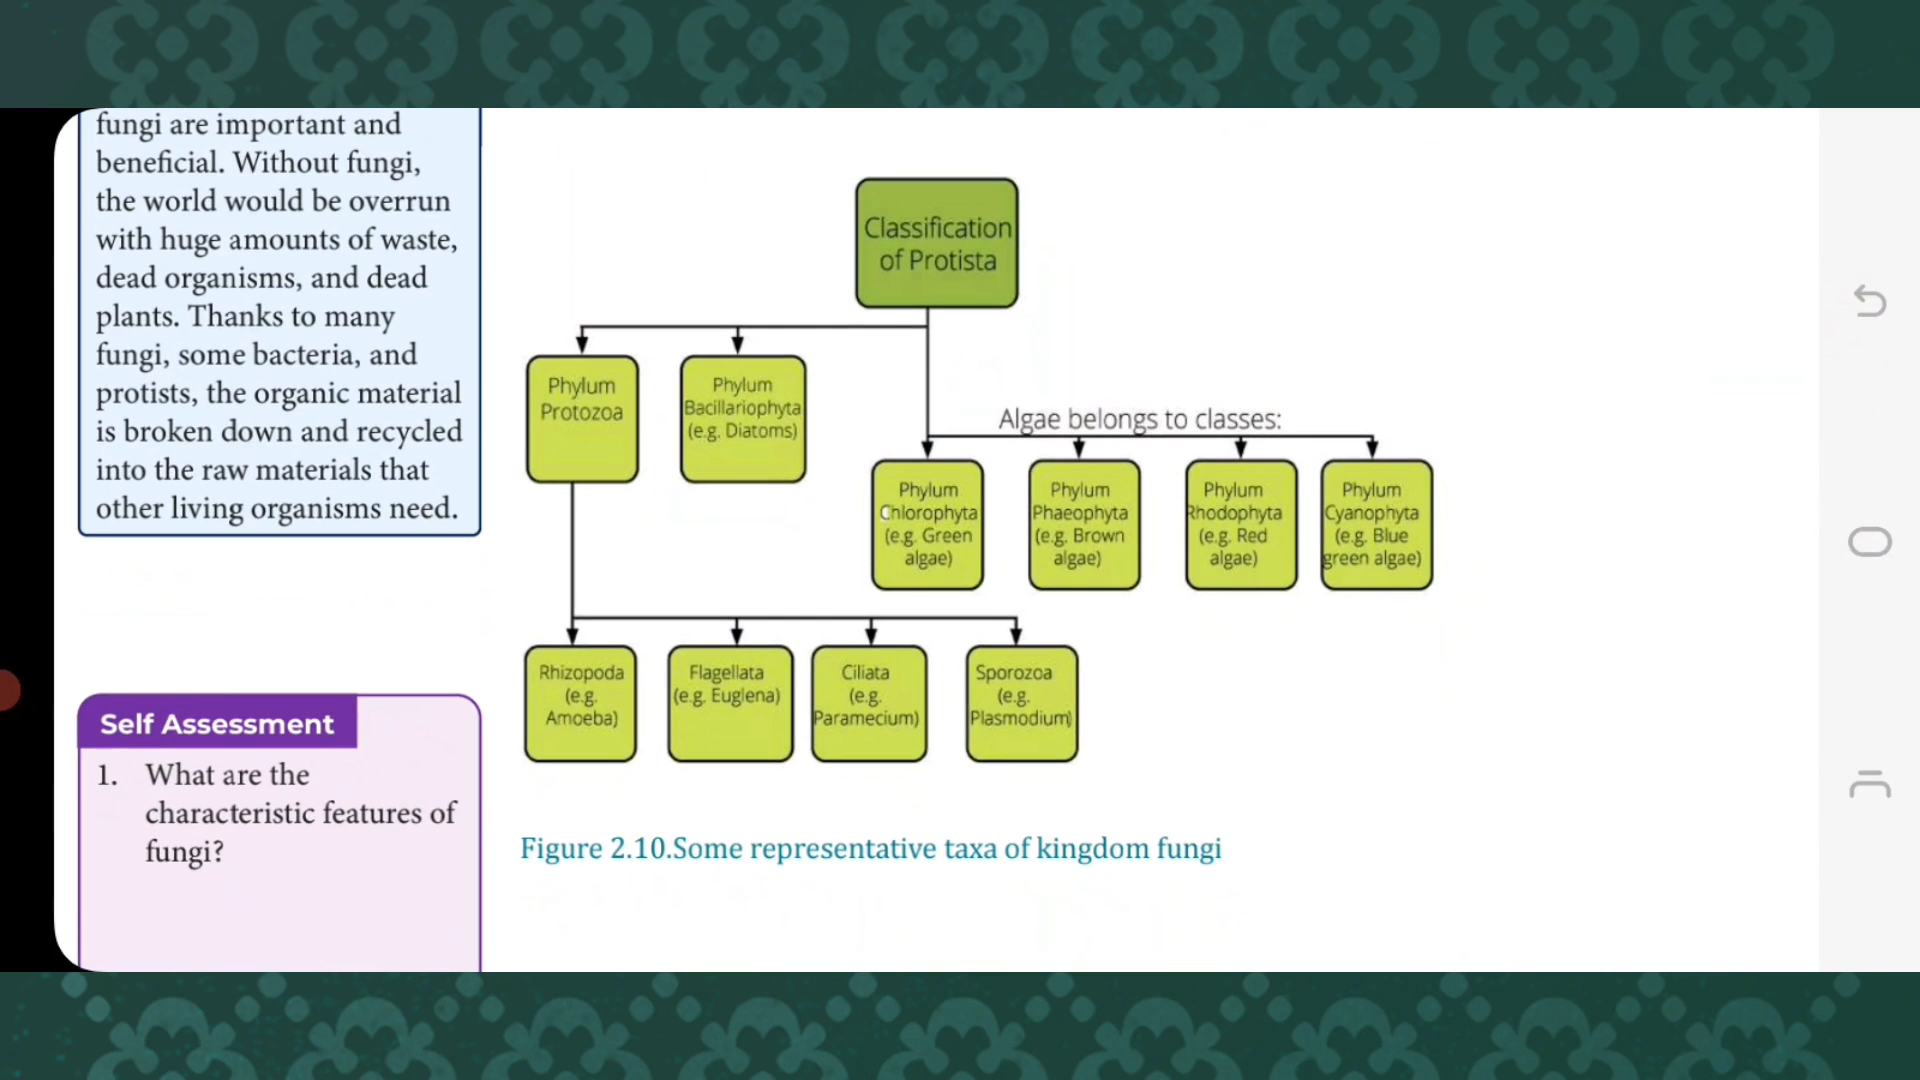 fungi are important and
beneficial. Without fungi,
the world would be overrun
with huge amounts of waste,
dead organisms, and dead
plants. Thanks to many
fungi, some bacteria, and
protists, the organic material
is broken down and recycled
into the raw materials that
other living organisms need.
Self Assessment
1. What are the
characteristic features of
fungi?
Classification
of Protista
Phylum
Protozoa
Phylum
Bacillariophyta
(e.g. Diatoms)
Algae belongs to classes:
Phylum
Chlorophyta
(e.g. Green
algae)
Phylum
Phaeophyta
(e.g. Brown
algae)
Phylum
Rhodophyta
(e.g. Red
algae)
Phylum
Cyanophyta
(e.g. Blue
green algae)
Rhizopoda
(e.g.
Amoeba)
Flagellata
(e.g. Euglena)
Ciliata
(e.g.
Paramecium)
Sporozoa
(e.g.
Plasmodium)
Figure 2.10.Some representative taxa of kingdom fungi